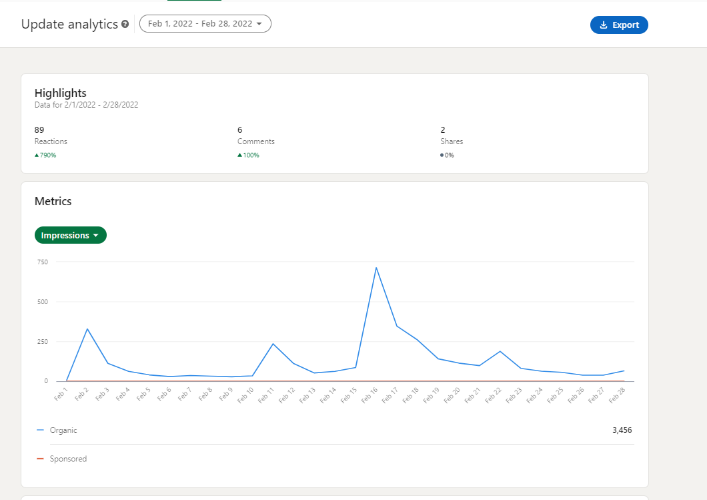 Update analytics ?
Feb 1, 2022 - Feb 28, 2022
Export
Highlights
Data for 2/1/2022 - 2/28/2022
89
Reactions
790%
6
Comments
100%
2
Shares
0%
Metrics
Impressions
750
500
250
0
Feb 1 Feb 2 Feb 3 Feb 4 Feb 5 Feb 6 Feb 7 Feb 8 Feb 9 Feb 10 Feb 11 Feb 12 Feb 13 Feb 14 Feb 15 Feb 16 Feb 17 Feb 18 Feb 19 Feb 20 Feb 21 Feb 22 Feb 23 Feb 24 Feb 25 Feb 26 Feb 27 Feb 28
Organic 3,456
Sponsored